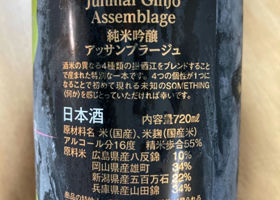 Junmai Ginjo
Assemblage
純米吟醸
アッサンブラージュ
酒米の異なる4種類の
酒をブレンドすること
で産まれた特別な一本です。4つの個性が1つに
なることで初めて現れる未知のSOMETHING
(何か)を感じとっていただければ幸いです。
日本酒 内容量720ml
原材料名 米(国産)、米麹(国産米)
アルコール分16度 精米歩合55%
原料米 広島県産八反錦 10%
岡山県産雄町 34%
新潟県産五百万石 22%
兵庫県産山田錦 34%